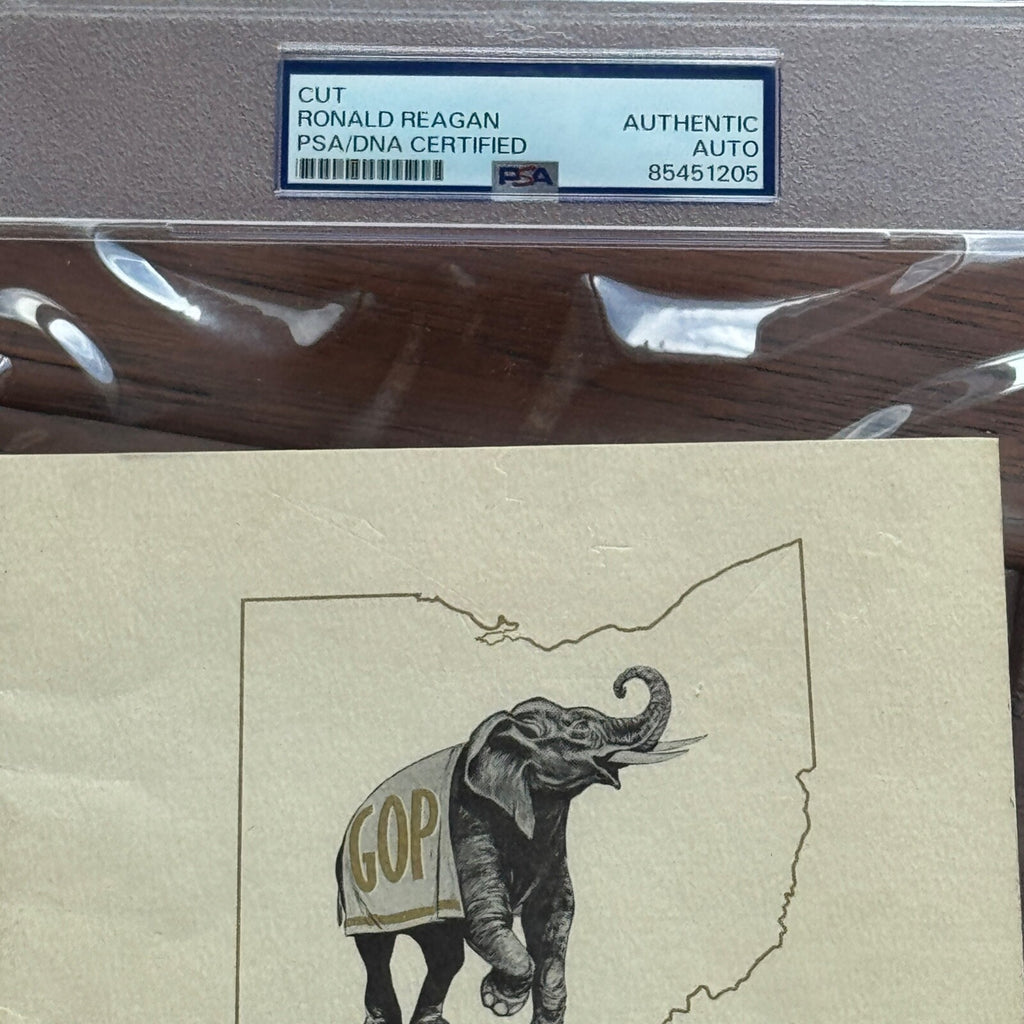 CUT
RONALD REAGAN
PSA/DNA CERTIFIED
AUTHENTIC
AUTO
85451205
PSA
GOP